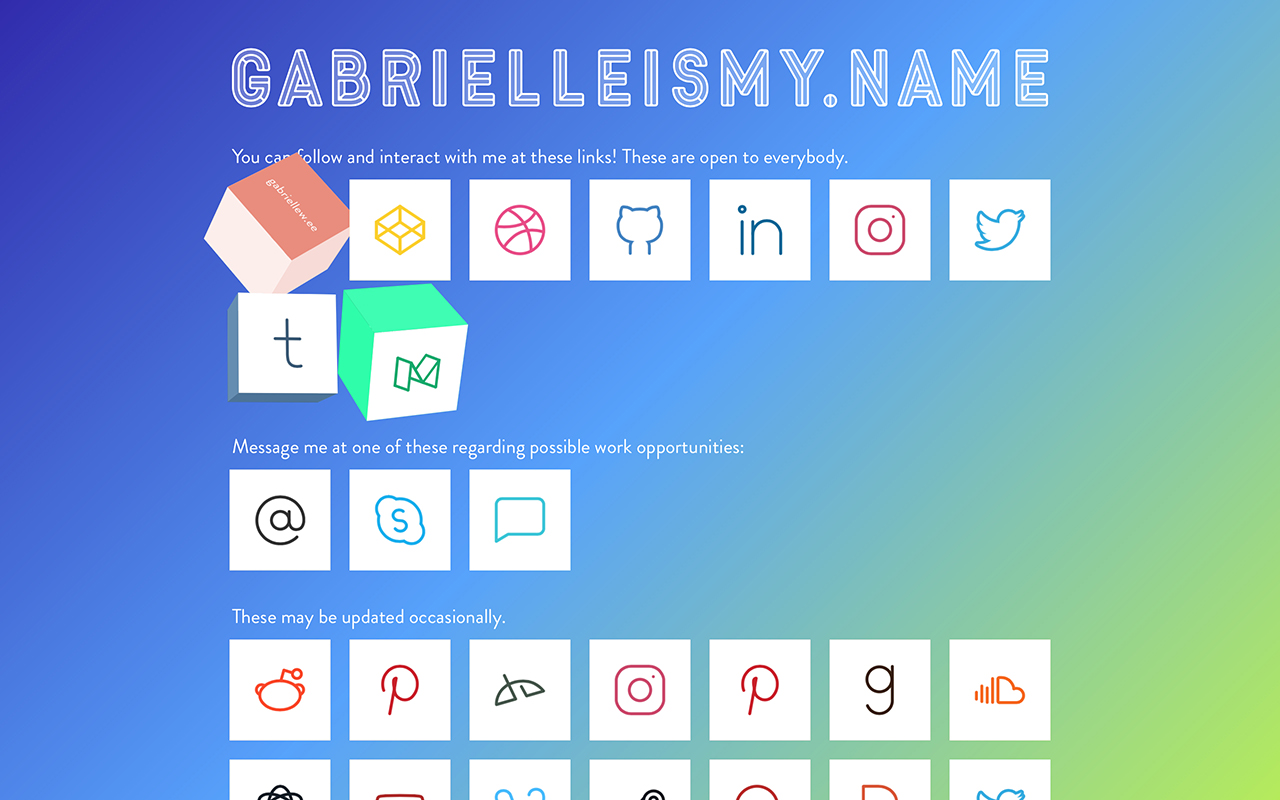 GABRIELLEISMY.NAME
You can follow and interact with me at these links! These are open to everybody.
gabriellew.ee
in
t
Message me at one of these regarding possible work opportunities:
@
S
These may be updated occasionally.
g